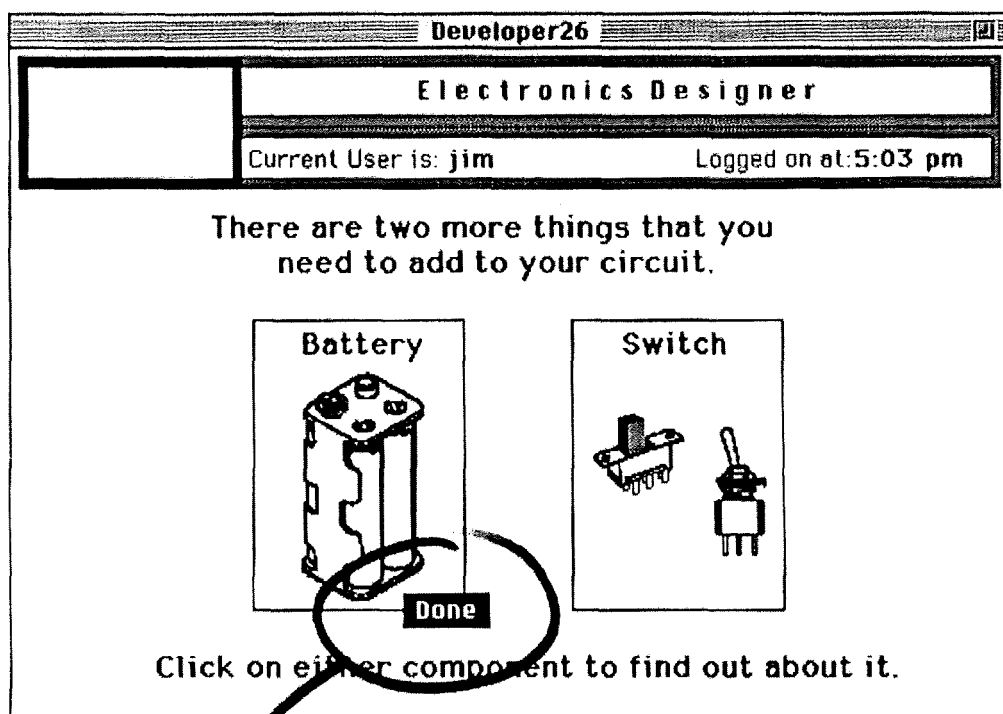 Developer26
Electronics Designer
Current User is: jim Logged on at:5:03 pm
There are two more things that you
need to add to your circuit.
Battery Switch
Done
Click on either component to find out about it.